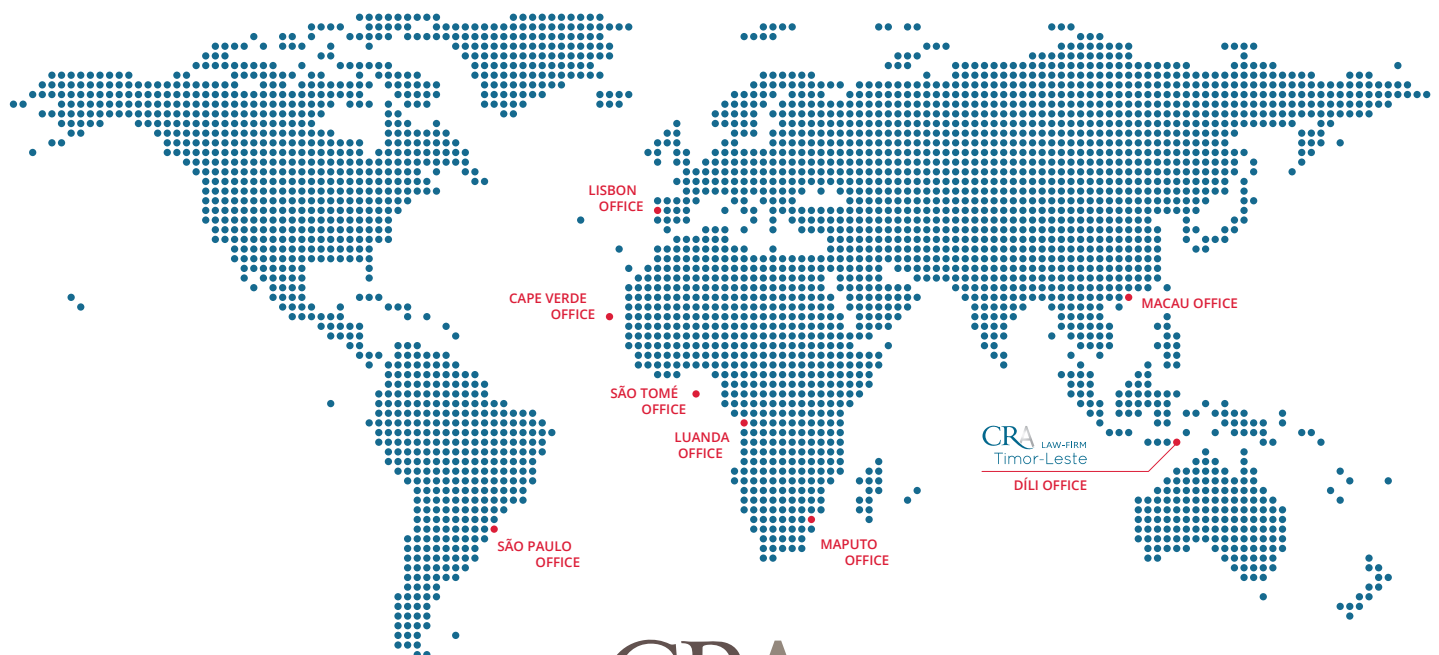 LISBON
OFFICE
CAPE VERDE
OFFICE
MACAU OFFICE
SÃO TOMÉ
OFFICE
LUANDA
OFFICE
CRA LAW-FIRM
Timor-Leste
DÍLI OFFICE
SÃO PAULO
OFFICE
MAPUTO
OFFICE
CRA